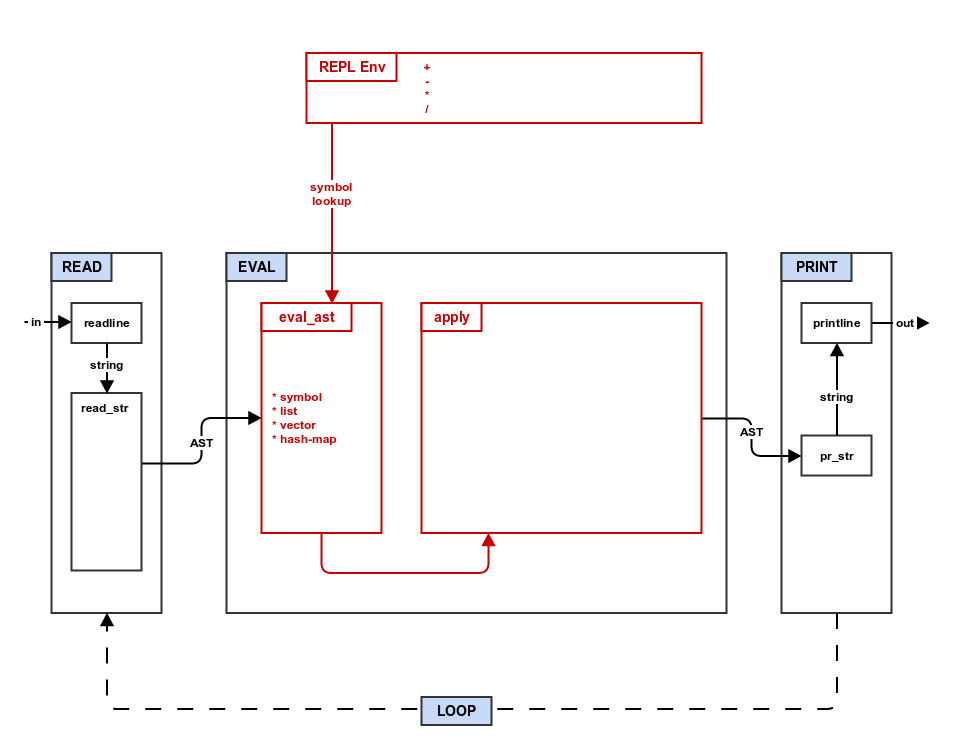 REPL Env
+
-
*
/
symbol
lookup
READ
EVAL
PRINT
in
readline
string
read_str
AST
eval_ast
* symbol
* list
* vector
* hash-map
apply
AST
printline
out
string
pr_str
LOOP